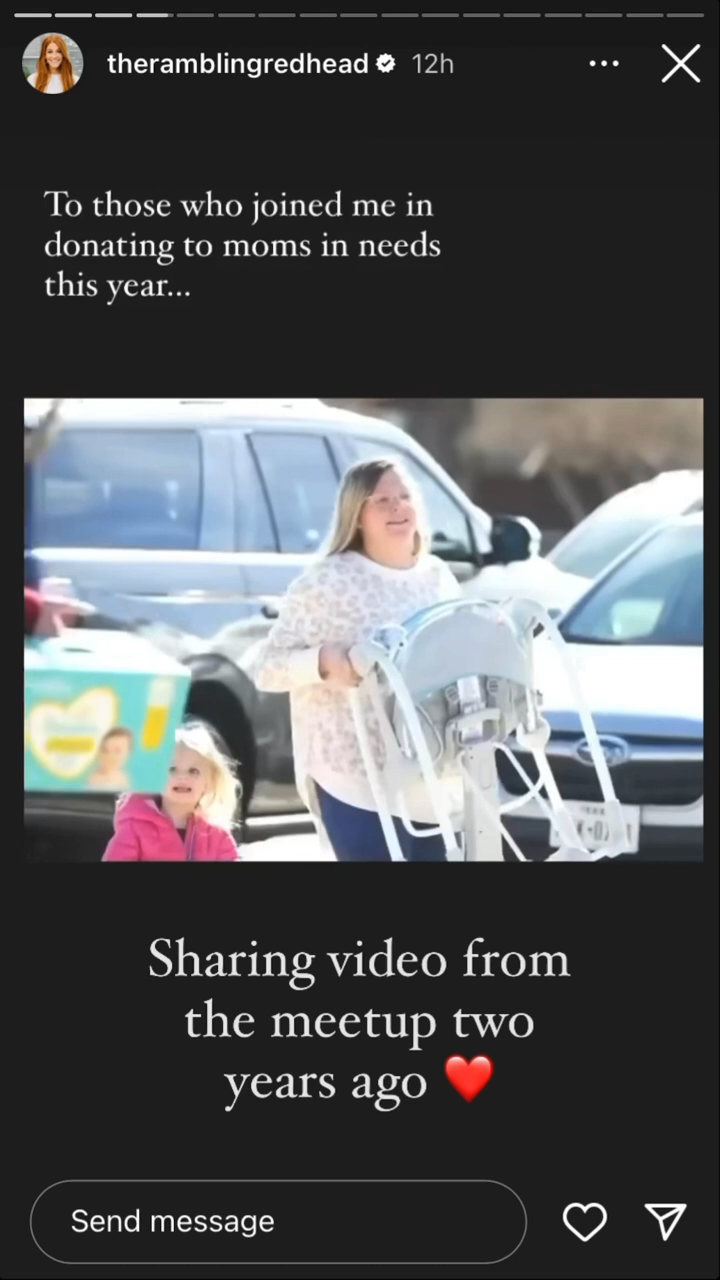 theramblingredhead 12h
To those who joined me in
donating to moms in needs
this year...
Sharing video from
the meetup two
years ago ❤️
Send message